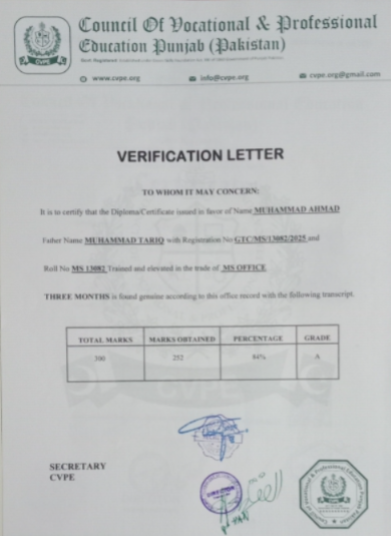 Council Of Vocational & Professional
Education Punjab (Pakistan)
CVPE
www.cvpe.org info@cvpe.org cvpe.org@gmail.com
VERIFICATION LETTER
TO WHOM IT MAY CONCERN:
It is to certify that the Diploma/Certificate issued in favor of Name MUHAMMAD AHMAD
Father Name MUHAMMAD TARIQ with Registration No GTC/MS/13082/2025 and
Roll No MS 13082 Trained and elevated in the trade of MS OFFICE
THREE MONTHS is found genuine according to this office record with the following transcript.
TOTAL MARKS MARKS OBTAINED PERCENTAGE GRADE
300 252 84% A
CVPE
SECRETARY
CVPE